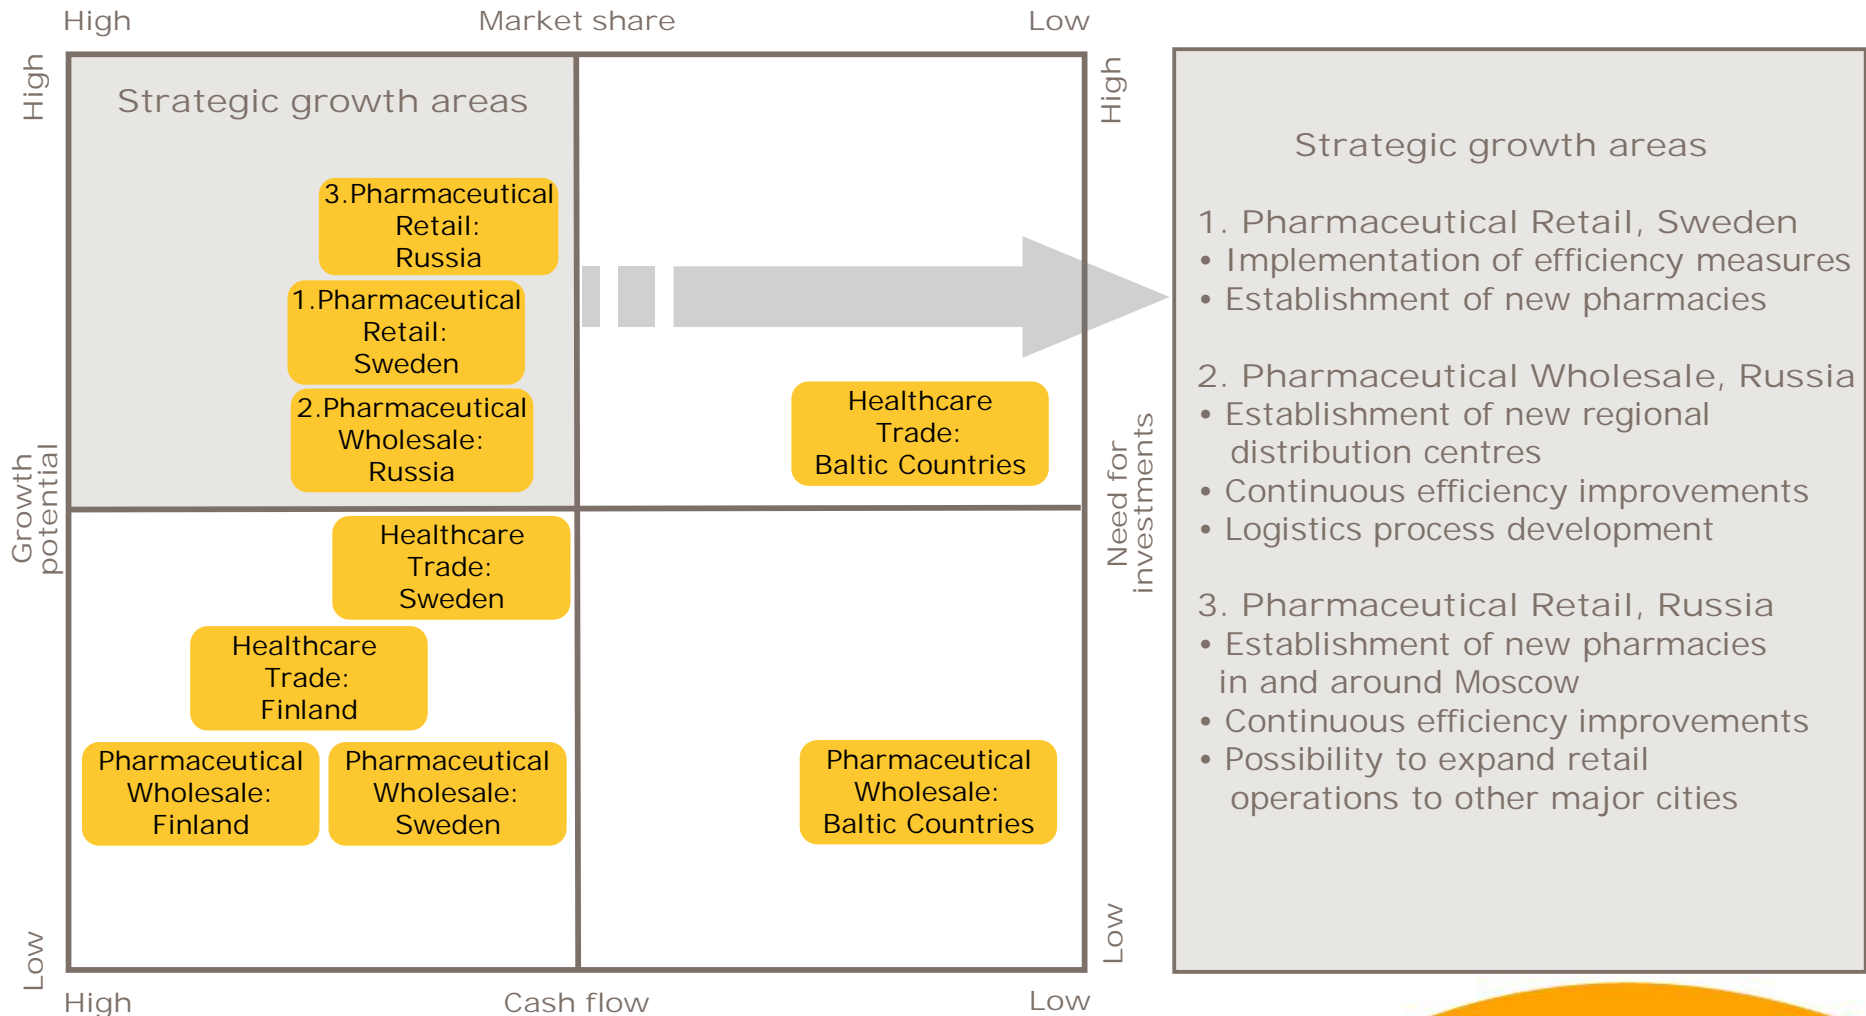 High
Market share
Low
High
Growth
potential
Low
Strategic growth areas
3.Pharmaceutical
Retail:
Russia
1.Pharmaceutical
Retail:
Sweden
2.Pharmaceutical
Wholesale:
Russia
Healthcare
Trade:
Baltic Countries
Healthcare
Trade:
Sweden
Healthcare
Trade:
Finland
Pharmaceutical
Wholesale:
Finland
Pharmaceutical
Wholesale:
Sweden
Pharmaceutical
Wholesale:
Baltic Countries
High
Need for
investments
Low
High
Cash flow
Low
Strategic growth areas
1. Pharmaceutical Retail, Sweden
• Implementation of efficiency measures
• Establishment of new pharmacies
2. Pharmaceutical Wholesale, Russia
• Establishment of new regional
distribution centres
• Continuous efficiency improvements
• Logistics process development
3. Pharmaceutical Retail, Russia
• Establishment of new pharmacies
in and around Moscow
• Continuous efficiency improvements
• Possibility to expand retail
operations to other major cities